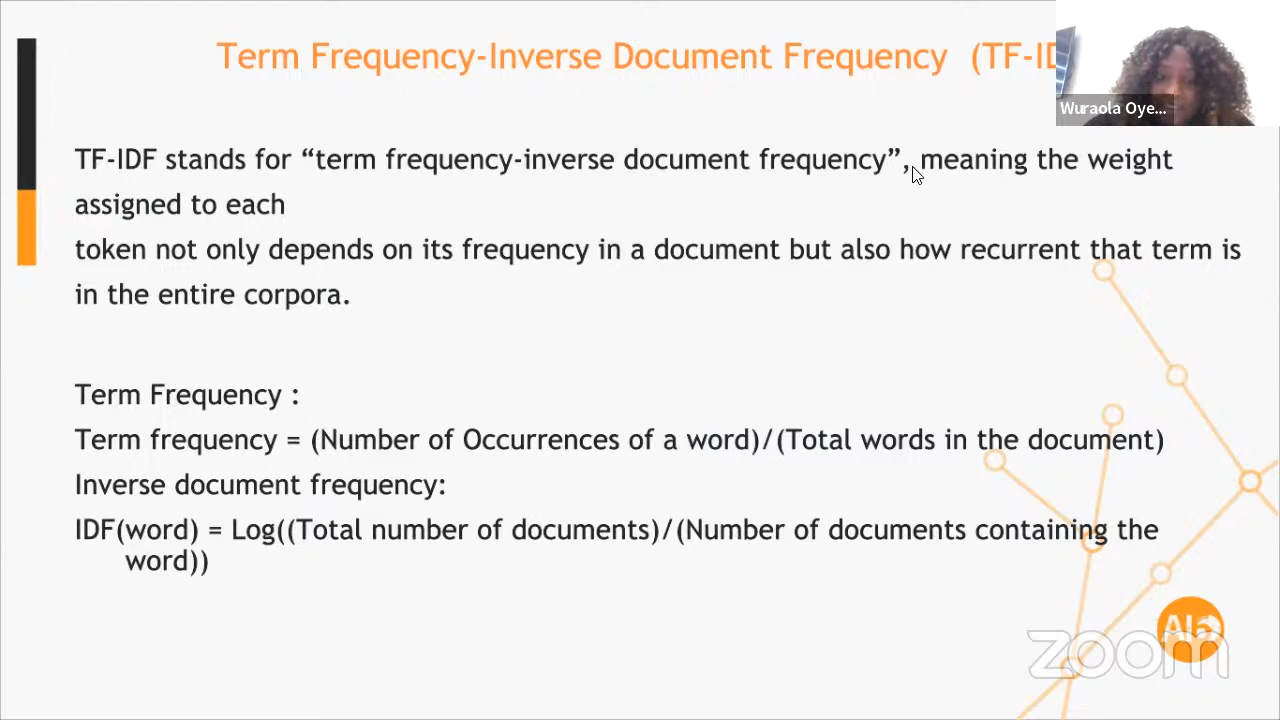 Term Frequency-Inverse Document Frequency (TF-ID
Wuraola Oye...
TF-IDF stands for “term frequency-inverse document frequency”, meaning the weight
assigned to each
token not only depends on its frequency in a document but also how recurrent that term is
in the entire corpora.
Term Frequency :
Term frequency = (Number of Occurrences of a word)/(Total words in the document)
Inverse document frequency:
IDF(word) = Log((Total number of documents)/(Number of documents containing the
word))
zoom